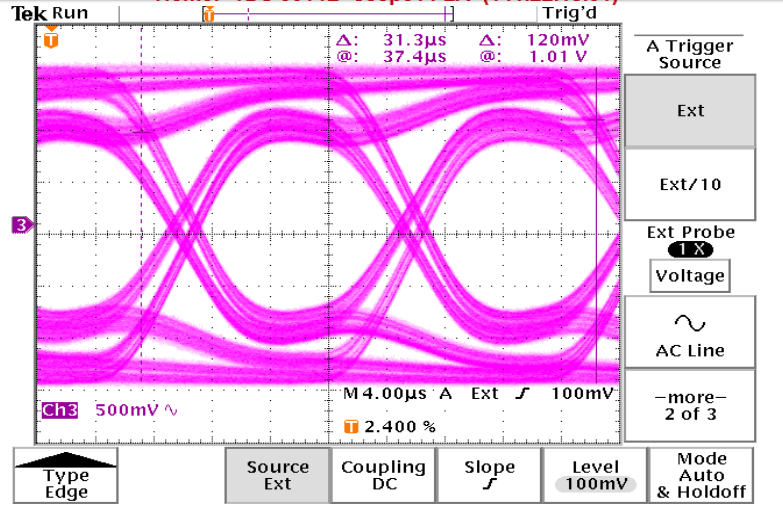 Tek Run
Trig'd
T
T
Δ: 31.3µs Δ: 120mV
@: 37.4µs @: 1.01 V
A Trigger
Source
Ext
Ext/10
3
Ext Probe
1 X
Voltage
AC Line
M 4.00µs A Ext 100mV
Ch3 500mV
T 2.400 %
–more–
2 of 3
Type
Edge
Source
Ext
Coupling
DC
Slope
Level
100mV
Mode
Auto
& Holdoff